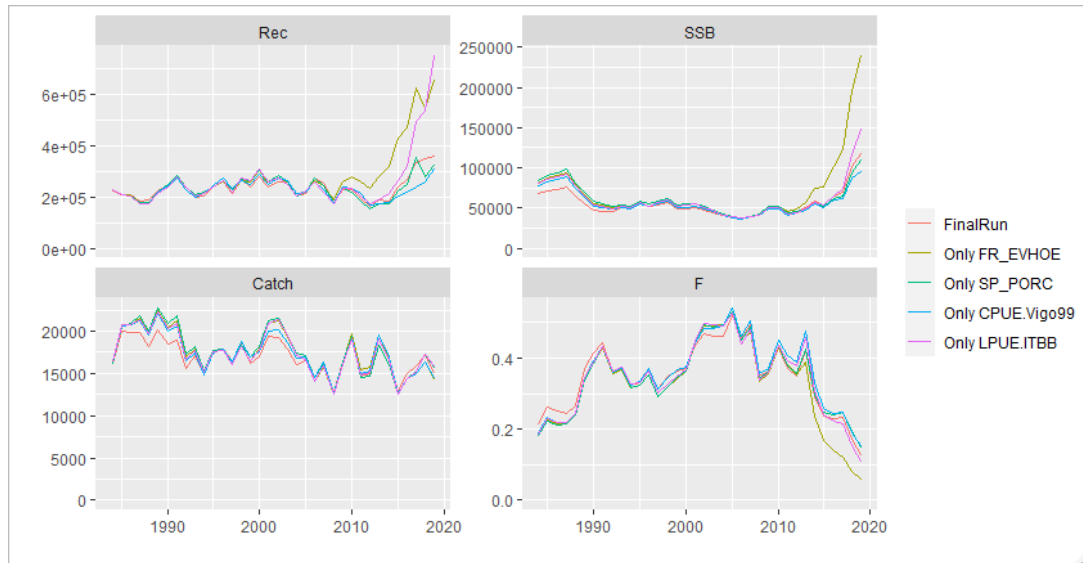 Rec
SSB
6e+05
4e+05
2e+05
0e+00
250000
200000
150000
100000
50000
0
Catch
F
20000
15000
10000
5000
0
0.4
0.2
0.0
1990
2000
2010
2020
1990
2000
2010
2020
FinalRun
Only FR_EVHOE
Only SP_PORC
Only CPUE.Vigo99
Only LPUE.ITBB